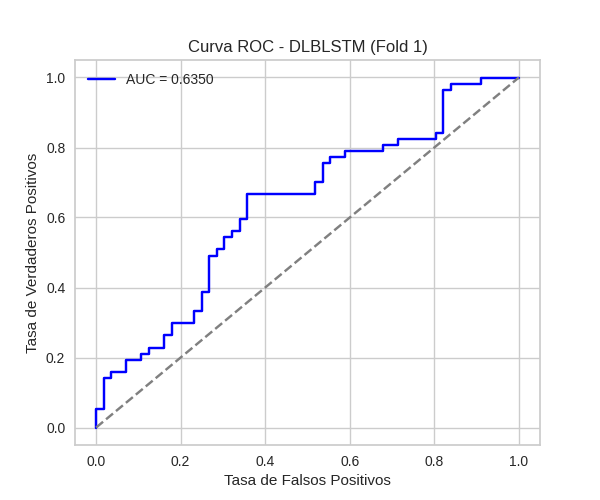 Curva ROC - DLBLSTM (Fold 1)
AUC = 0.6350
1.0
0.8
0.6
0.4
0.2
0.0
Tasa de Verdaderos Positivos
0.0 0.2 0.4 0.6 0.8 1.0
Tasa de Falsos Positivos